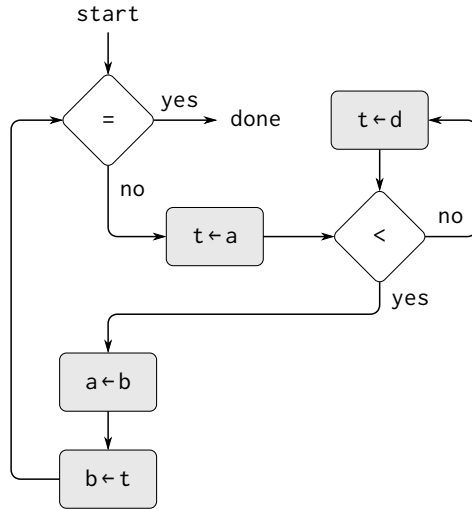 start
=
yes
done
no
t←a
t←d
<
no
yes
a←b
b←t